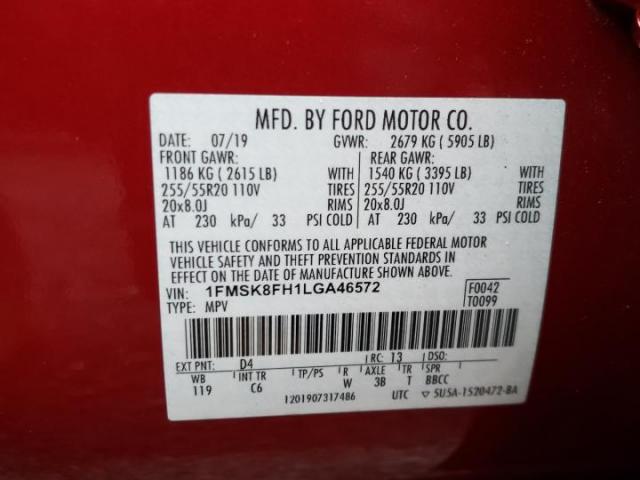 MFD. BY FORD MOTOR CO.
DATE: 07/19 GVWR: 2679 KG ( 5905 LB)
FRONT GAWR: REAR GAWR:
1186 KG ( 2615 LB) WITH 1540 KG ( 3395 LB) WITH
255/55R20 110V TIRES 255/55R20 110V TIRES
20x8.0J RIMS 20x8.0J RIMS
AT 230 kPa/ 33 PSI COLD AT 230 kPa/ 33 PSI COLD
THIS VEHICLE CONFORMS TO ALL APPLICABLE FEDERAL MOTOR
VEHICLE SAFETY AND THEFT PREVENTION STANDARDS IN
EFFECT ON THE DATE OF MANUFACTURE SHOWN ABOVE.
VIN: 1FMSK8FH1LGA46572 F0042
TYPE: MPV T0099
EXT PNT: D4 RC: 13 DSO:
WB INT TR TP/PS R AXLE TR SPR
119 C6 W 3B T BBCC
1201907317486 UTC ▽ 5U5A-1520472-BA